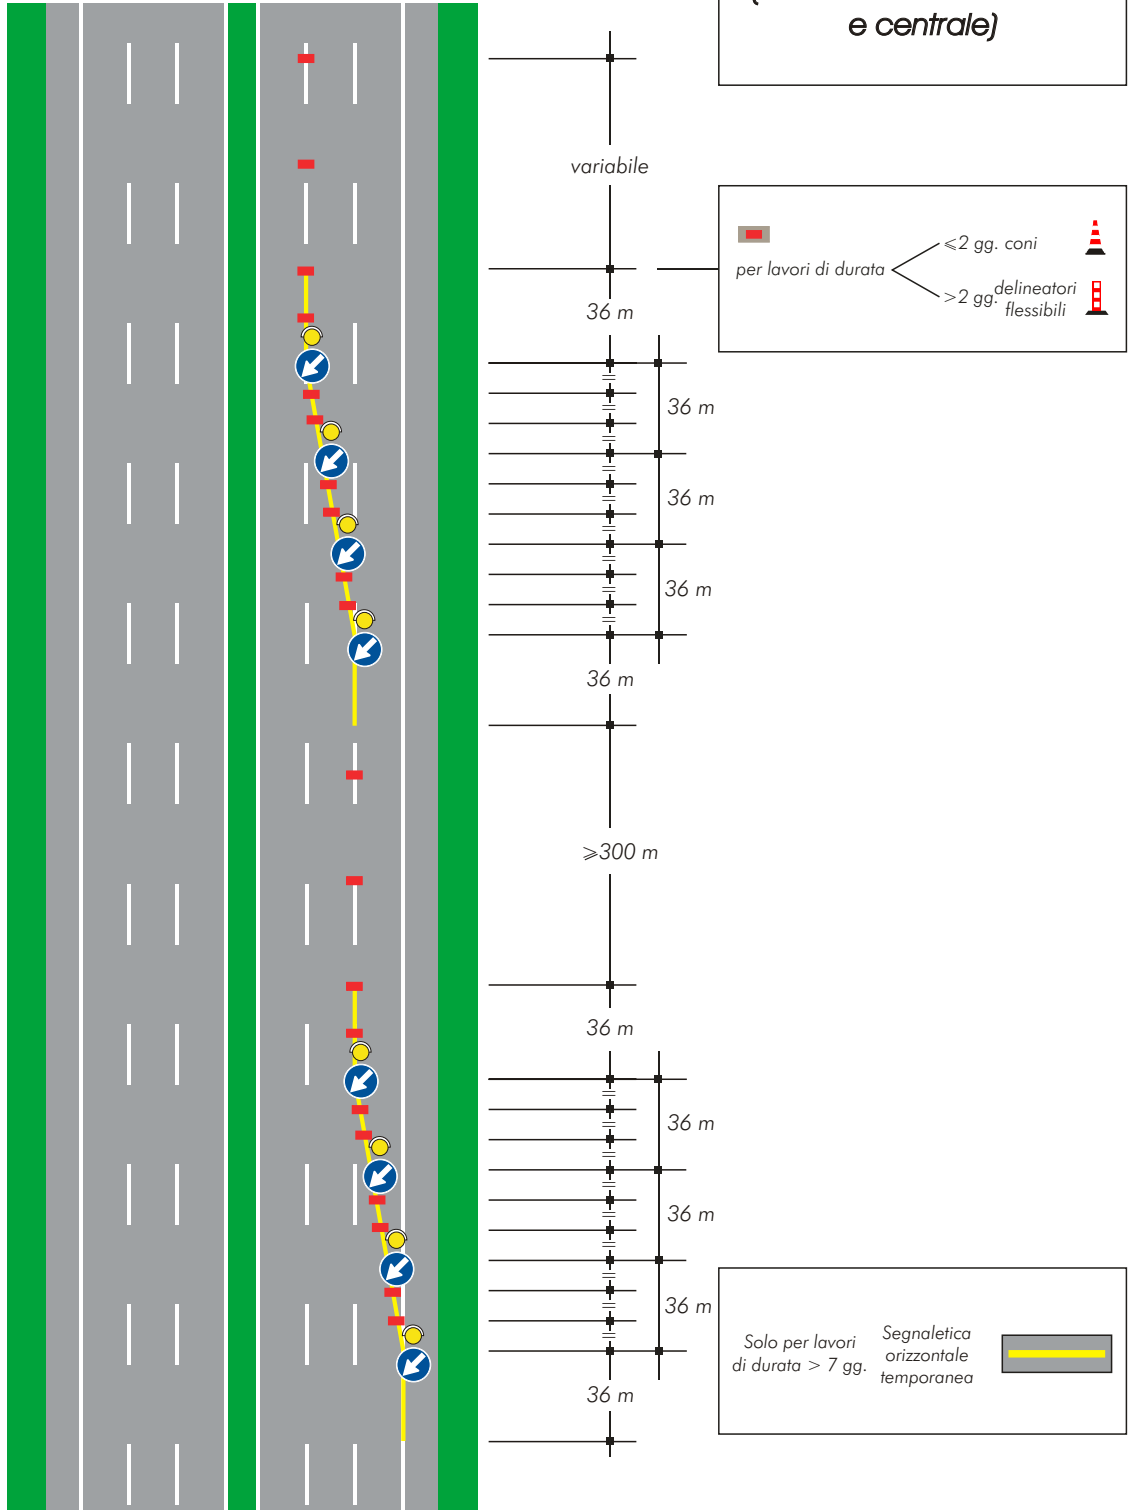 e centrale)
variabile
≤2 gg. coni
per lavori di durata
>2 gg. delineatori
flessibili
36 m
36 m
36 m
36 m
36 m
≥300 m
36 m
36 m
36 m
36 m
Solo per lavori
di durata > 7 gg.
Segnaletica
orizzontale
temporanea
36 m